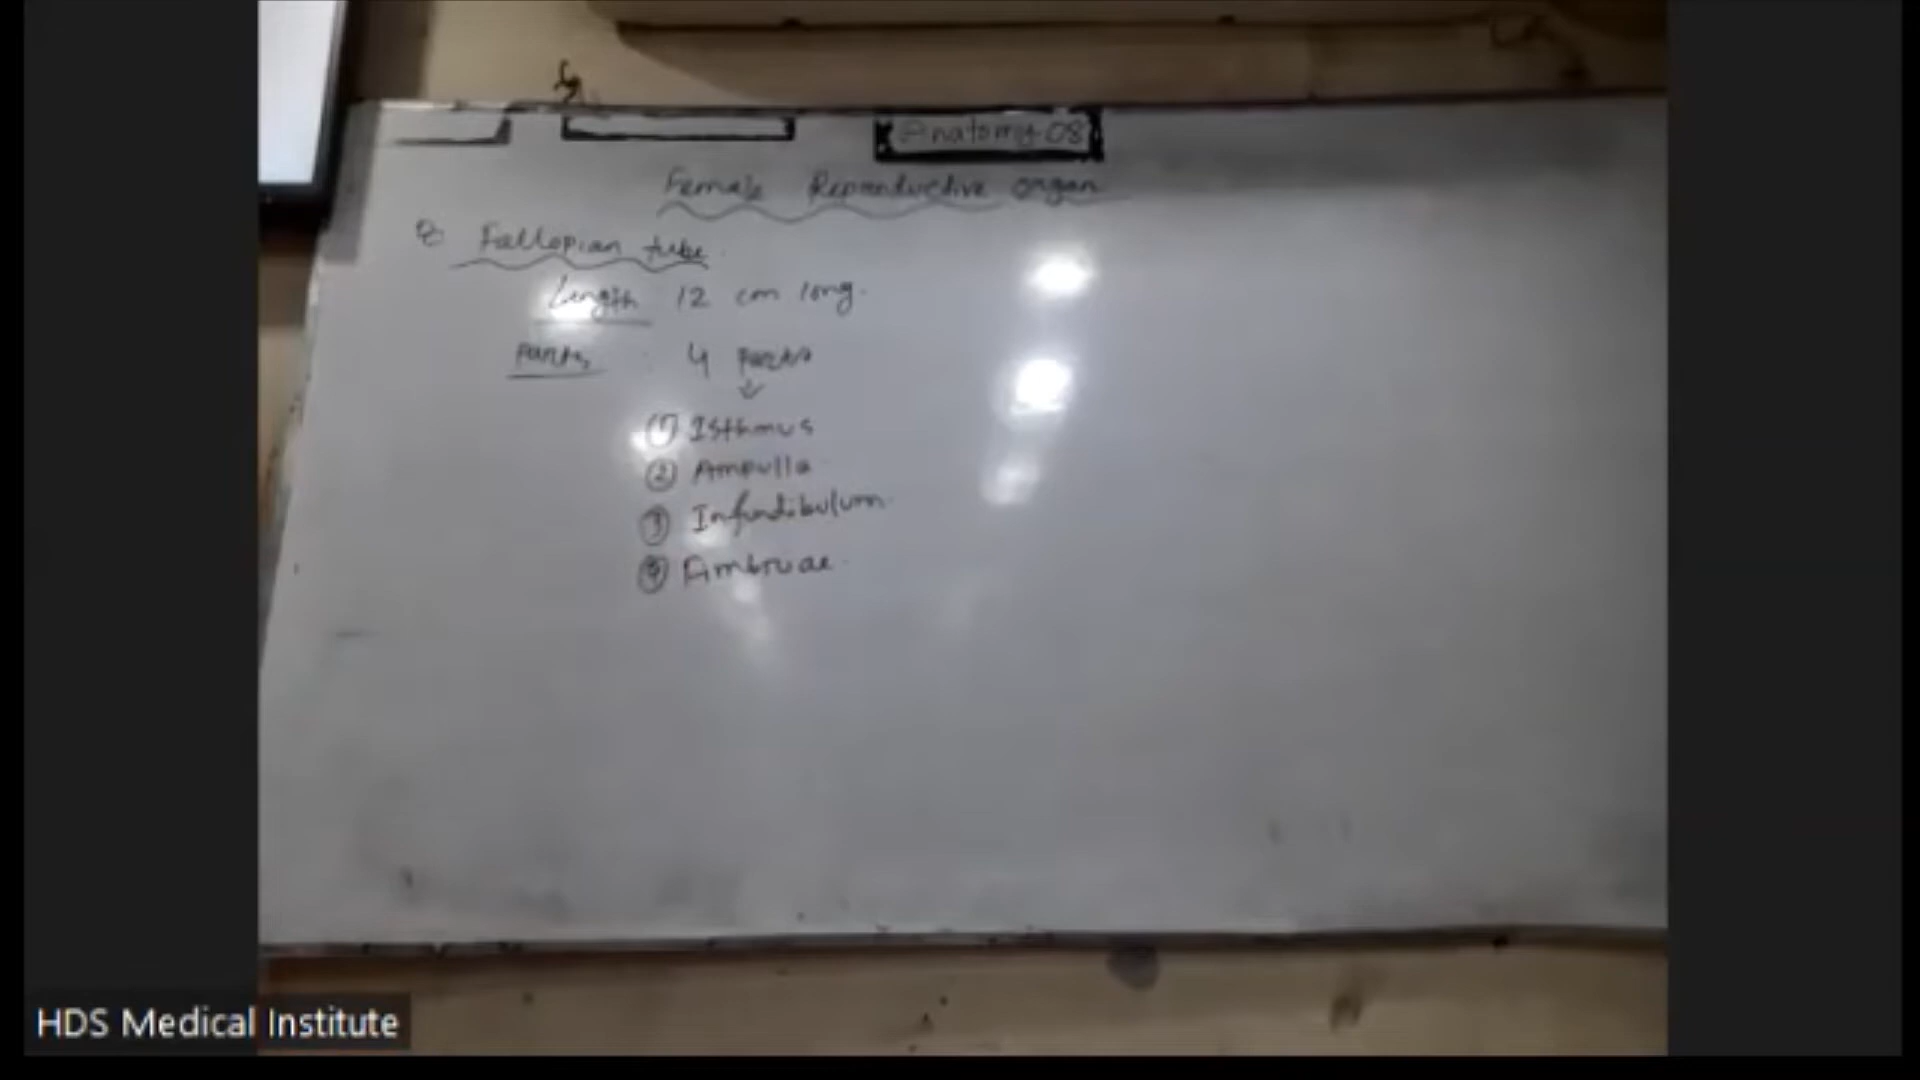 Anatomy-08
Female Reproductive organ
Fallopian tube.
Length 12 cm long.
Parts : 4 Parts
① Isthmus
② Ampulla
③ Infundibulum.
④ Fimbruae.
HDS Medical Institute